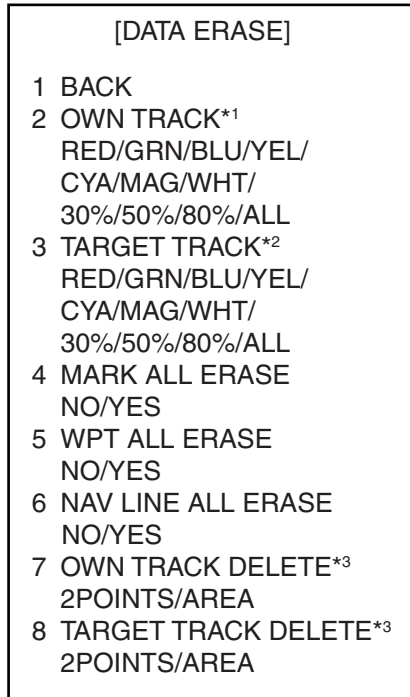 [DATA ERASE]
1 BACK
2 OWN TRACK*1
RED/GRN/BLU/YEL/
CYA/MAG/WHT/
30%/50%/80%/ALL
3 TARGET TRACK*2
RED/GRN/BLU/YEL/
CYA/MAG/WHT/
30%/50%/80%/ALL
4 MARK ALL ERASE
NO/YES
5 WPT ALL ERASE
NO/YES
6 NAV LINE ALL ERASE
NO/YES
7 OWN TRACK DELETE*3
2POINTS/AREA
8 TARGET TRACK DELETE*3
2POINTS/AREA